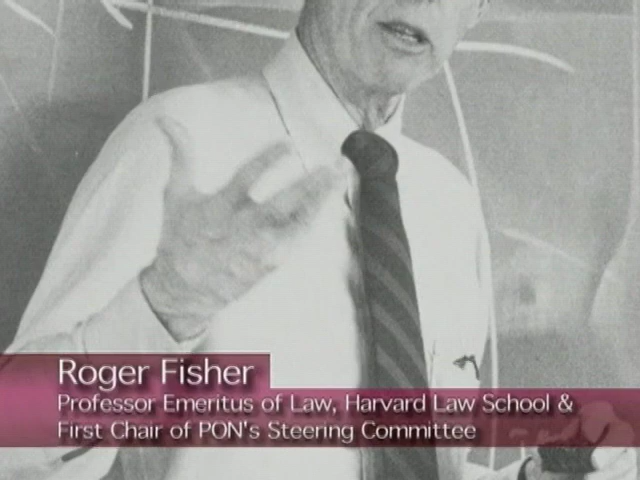 Roger Fisher
Professor Emeritus of Law, Harvard Law School &
First Chair of PON's Steering Committee